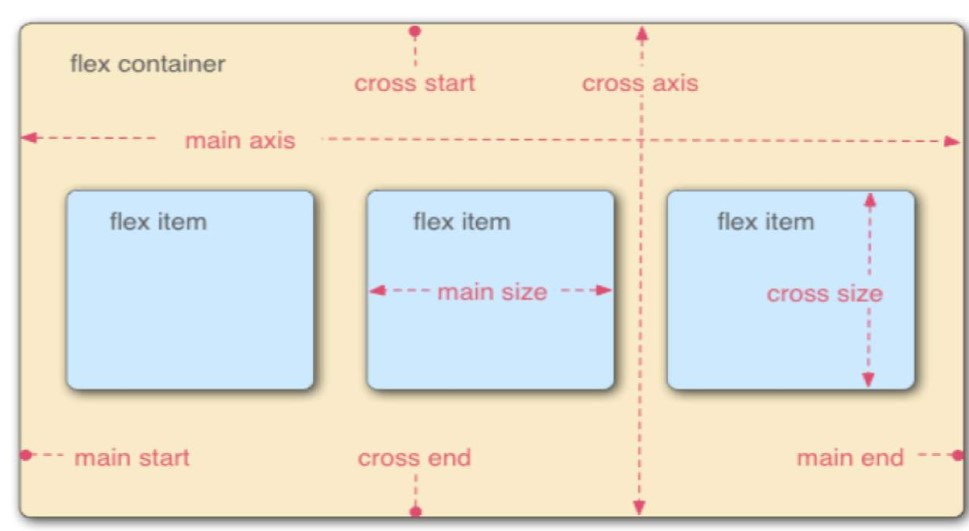 flex container
cross start
cross axis
main axis
flex item
flex item
flex item
main size
cross size
main start
cross end
main end